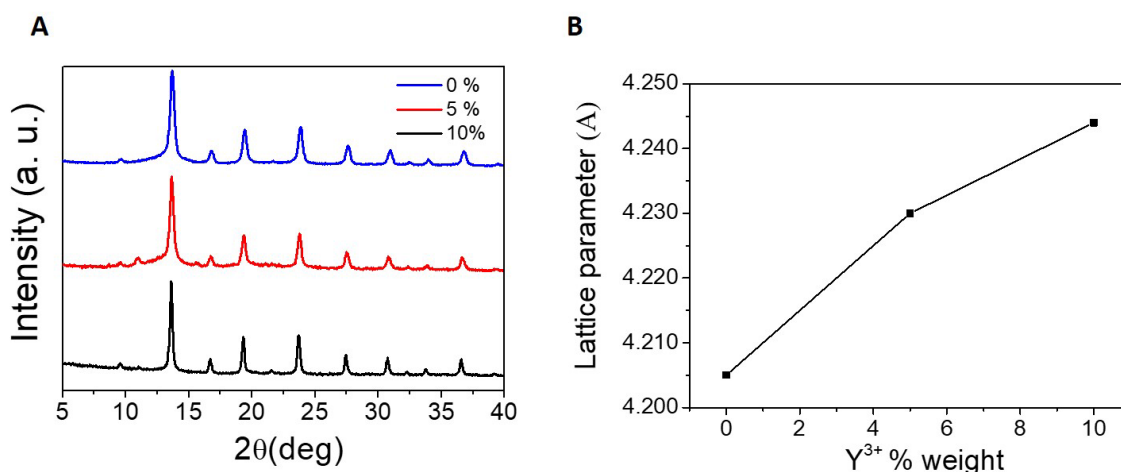 A
Intensity (a. u.)
0 %
5 %
10%
5 10 15 20 25 30 35 40
2θ(deg)
B
Lattice parameter (A)
4.250
4.240
4.230
4.220
4.210
4.200
0 2 4 6 8 10
Y³⁺ % weight